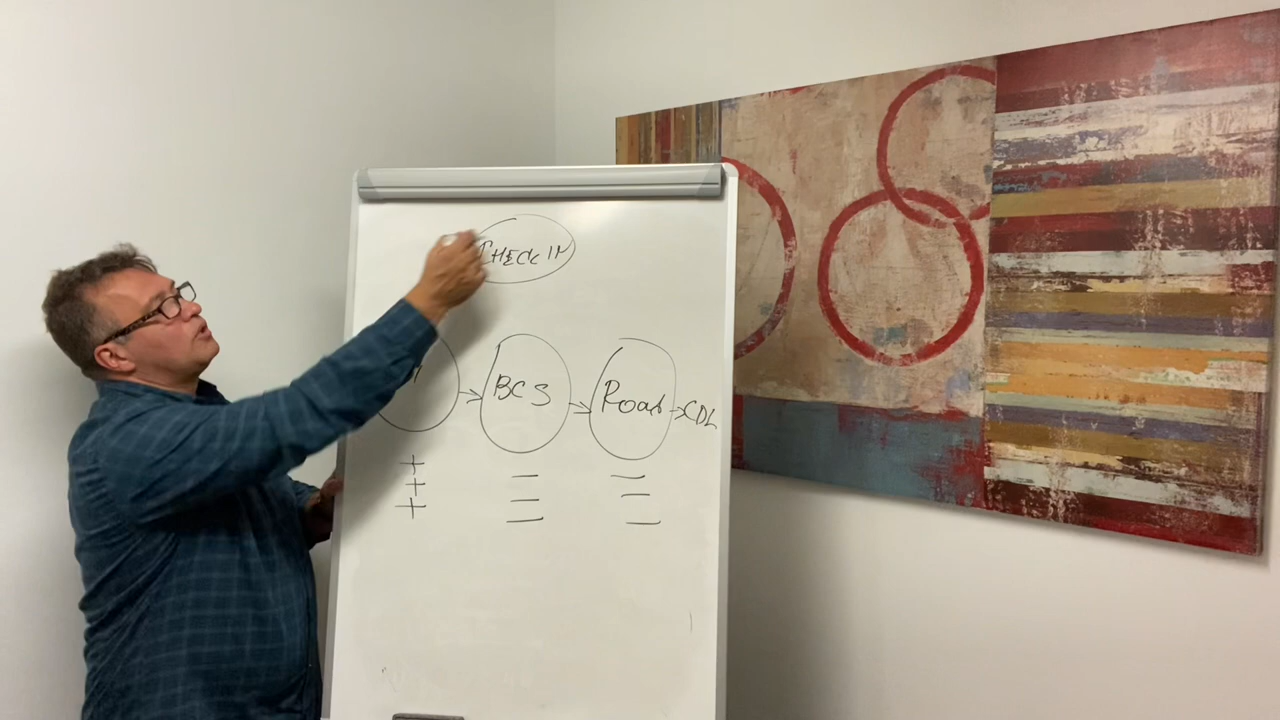 CHECK IN
→ BCS → Road → CDL
+ — —
+ — —
+ — —